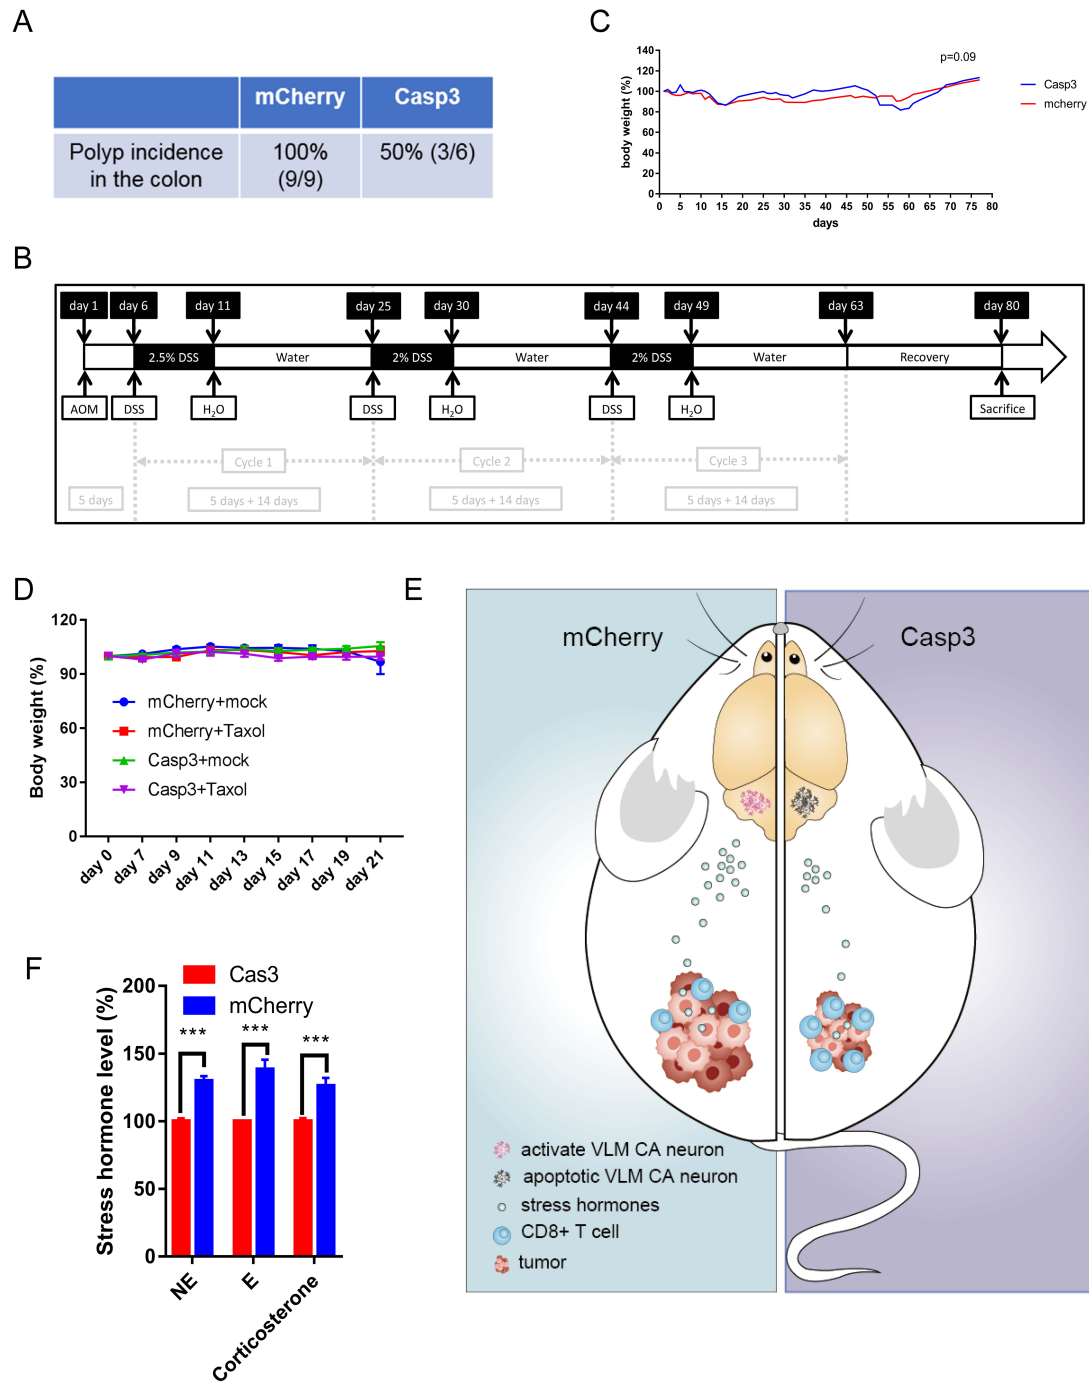 A
mCherry Casp3
Polyp incidence 100% 50% (3/6)
in the colon (9/9)
C
body weight (%)
140
120
100
80
60
40
20
0
0 5 10 15 20 25 30 35 40 45 50 55 60 65 70 75 80
days
p=0.09
Casp3
mcherry
B
day 1 day 6 day 11 day 25 day 30 day 44 day 49 day 63 day 80
2.5% DSS Water 2% DSS Water 2% DSS Water Recovery
AOM DSS H₂O DSS H₂O DSS H₂O Sacrifice
Cycle 1 Cycle 2 Cycle 3
5 days 5 days + 14 days 5 days + 14 days 5 days + 14 days
D
Body weight (%)
120
90
60
30
0
mCherry+mock
mCherry+Taxol
Casp3+mock
Casp3+Taxol
day 0 day 7 day 9 day 11 day 13 day 15 day 17 day 19 day 21
E
mCherry Casp3
activate VLM CA neuron
apoptotic VLM CA neuron
stress hormones
CD8+ T cell
tumor
F
Cas3
mCherry
Stress hormone level (%)
200
150
100
50
0
*** *** ***
NE E Corticosterone